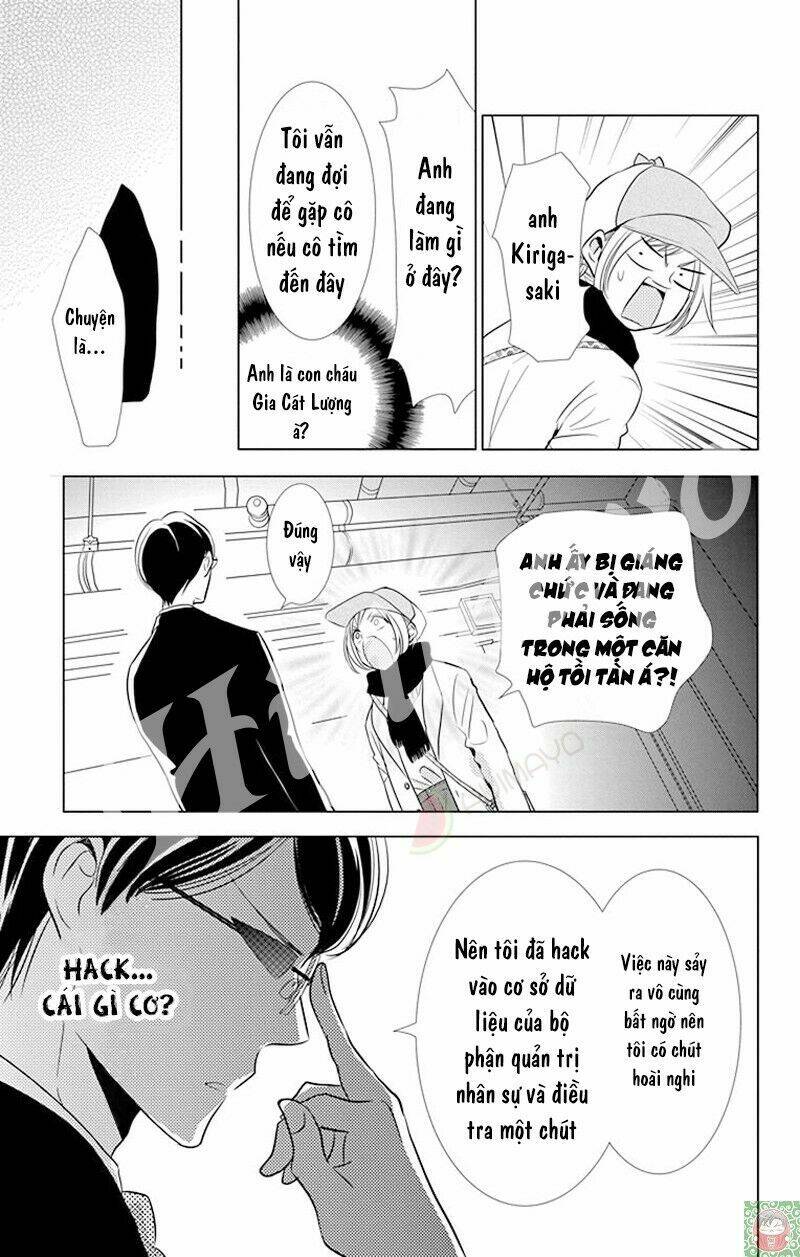 anh
Kiriga-
saki
Anh
đang
làm gì
ở đây?
Tôi vẫn
đang đợi
để gặp cô
nếu cô tìm
đến đây
Anh là con cháu
Gia Cát Lượng
à?
Chuyện
là...
ANH ẤY BỊ GIÁNG
CHỨC VÀ ĐANG
PHẢI SỐNG
TRONG MỘT CĂN
HỘ TỒI TÀN Á?!
Đúng
vậy
Việc này sảy
ra vô cùng
bất ngờ nên
tôi có chút
hoài nghi
Nên tôi đã hack
vào cơ sở dữ
liệu của bộ
phận quản trị
nhân sự và điều
tra một chút
HACK...
CÁI GÌ CƠ?